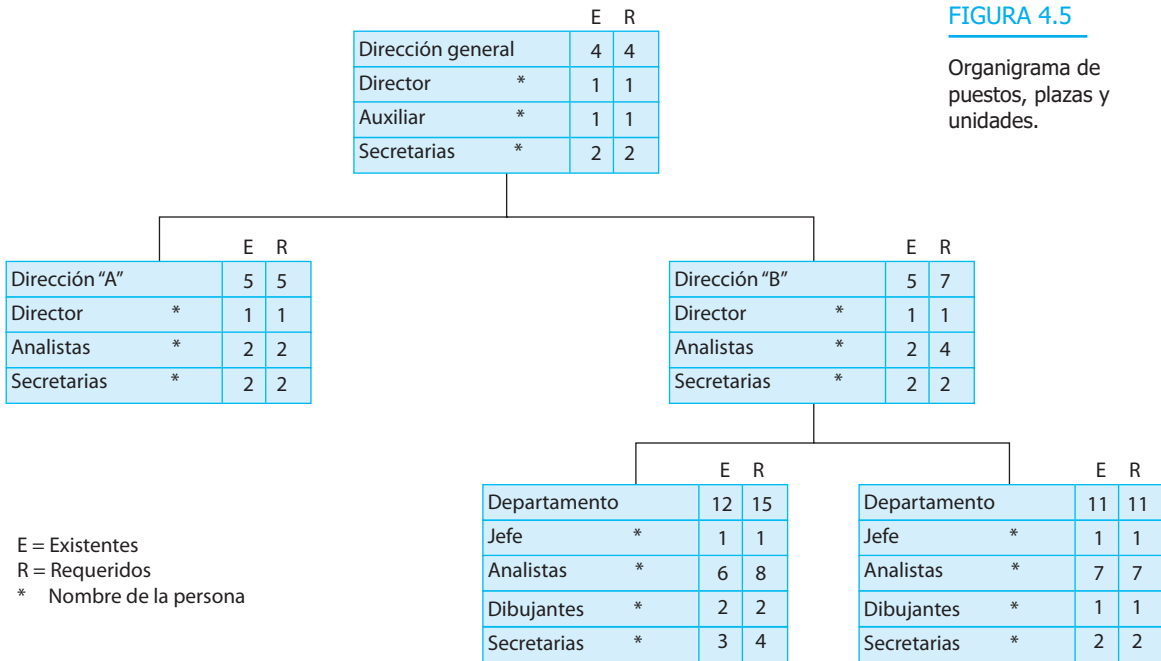 FIGURA 4.5
Organigrama de
puestos, plazas y
unidades.
E R
Dirección general 4 4
Director * 1 1
Auxiliar * 1 1
Secretarias * 2 2
E R
Dirección “A” 5 5
Director * 1 1
Analistas * 2 2
Secretarias * 2 2
E R
Dirección “B” 5 7
Director * 1 1
Analistas * 2 4
Secretarias * 2 2
E R
Departamento 12 15
Jefe * 1 1
Analistas * 6 8
Dibujantes * 2 2
Secretarias * 3 4
E R
Departamento 11 11
Jefe * 1 1
Analistas * 7 7
Dibujantes * 1 1
Secretarias * 2 2
E = Existentes
R = Requeridos
* Nombre de la persona